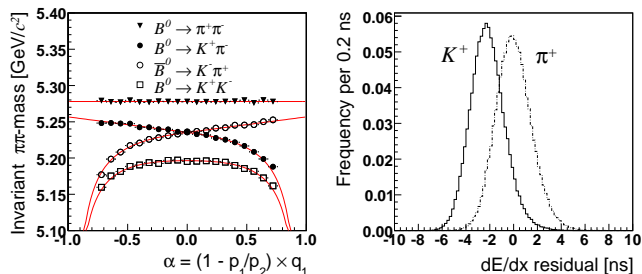 Invariant ππ-mass [GeV/c²]
5.40
5.35
5.30
5.25
5.20
5.15
5.10
B⁰ → π⁺π⁻
B⁰ → K⁺π⁻
B̅⁰ → K⁻π⁺
B⁰ → K⁺K⁻
-1.0 -0.5 0.0 0.5 1.0
α = (1 - p₁/p₂) × q₁
Frequency per 0.2 ns
0.06
0.05
0.04
0.03
0.02
0.01
0.00
K⁺
π⁺
-10 -8 -6 -4 -2 0 2 4 6 8 10
dE/dx residual [ns]